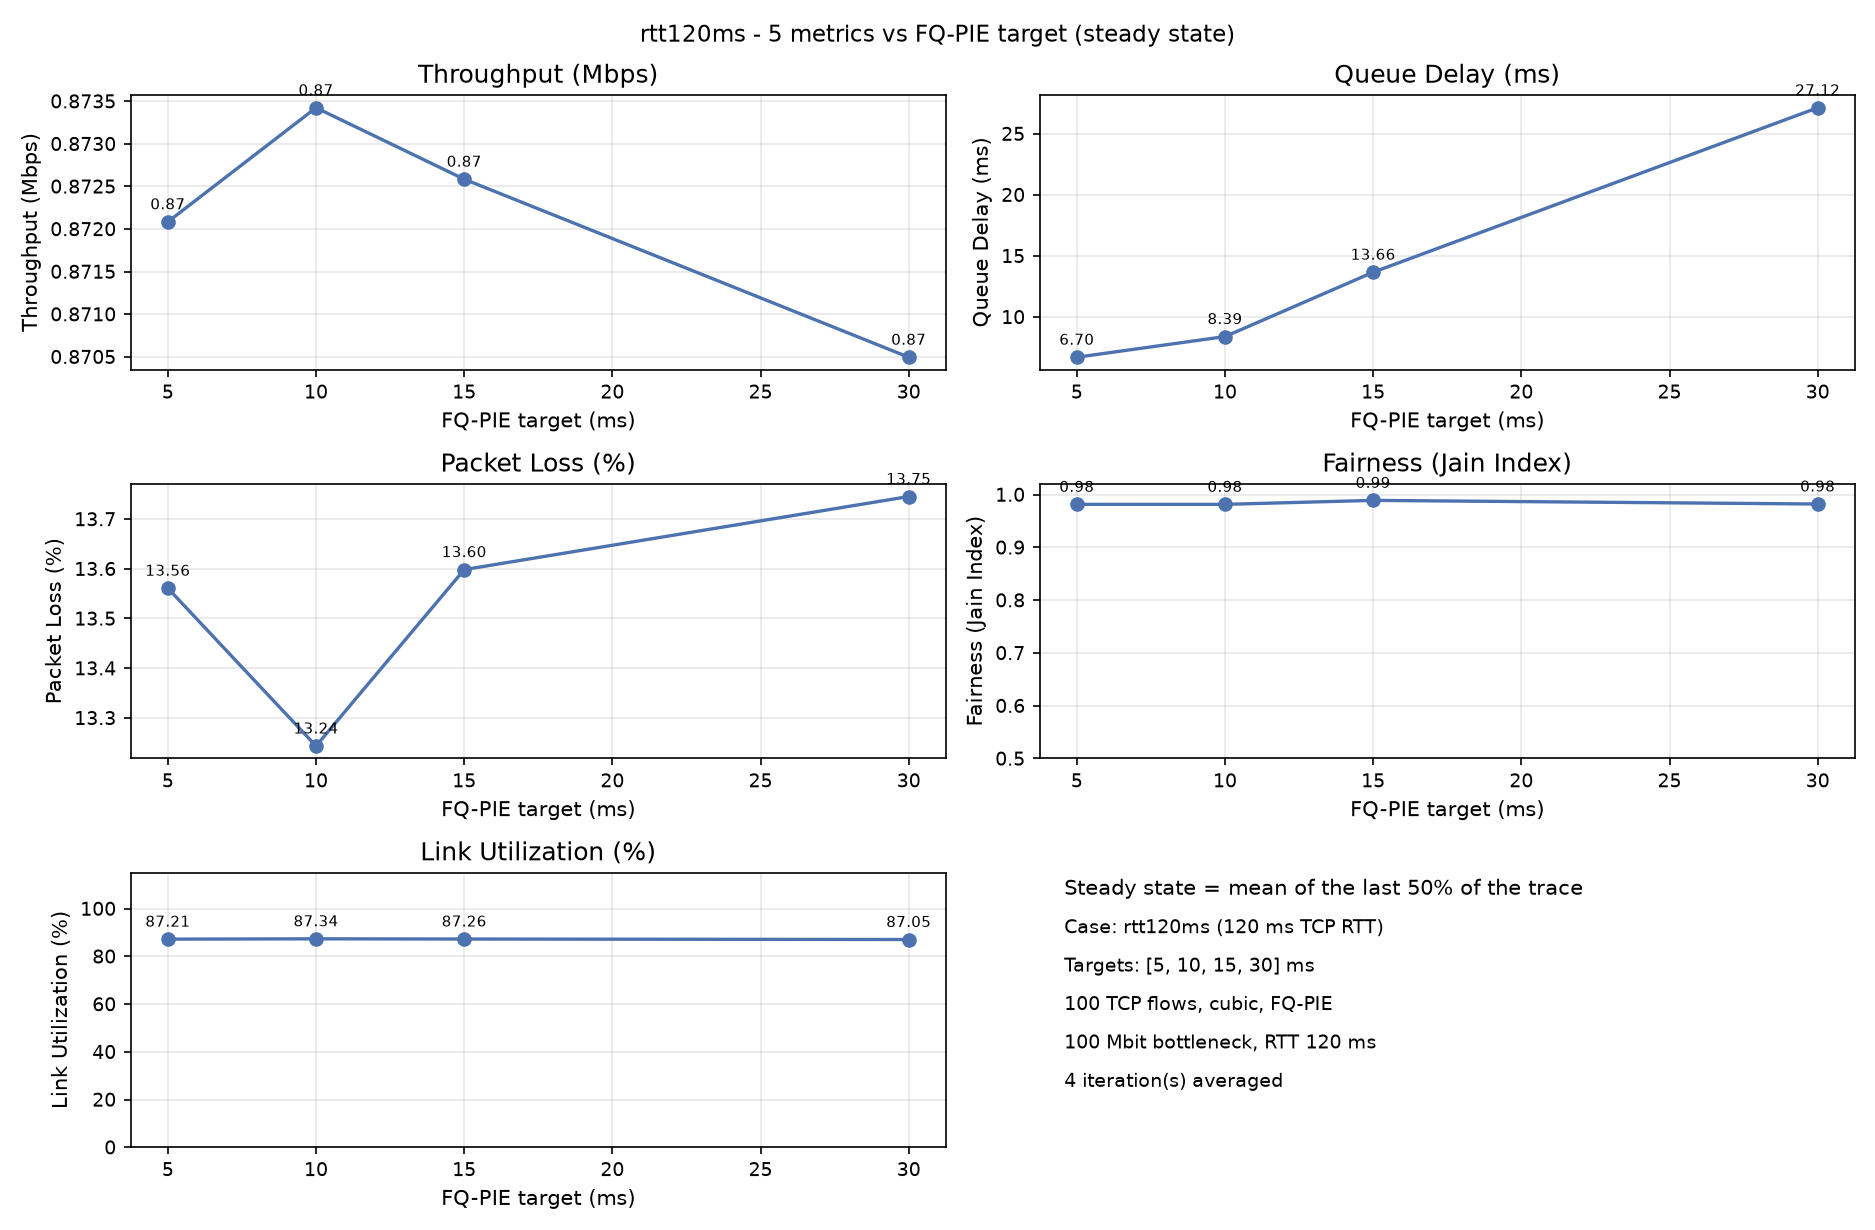 rtt120ms - 5 metrics vs FQ-PIE target (steady state)
Throughput (Mbps)
Throughput (Mbps)
0.8735
0.8730
0.8725
0.8720
0.8715
0.8710
0.8705
0.87
0.87
0.87
0.87
5 10 15 20 25 30
FQ-PIE target (ms)
Queue Delay (ms)
Queue Delay (ms)
25
20
15
10
6.70
8.39
13.66
27.12
5 10 15 20 25 30
FQ-PIE target (ms)
Packet Loss (%)
Packet Loss (%)
13.7
13.6
13.5
13.4
13.3
13.56
13.24
13.60
13.75
5 10 15 20 25 30
FQ-PIE target (ms)
Fairness (Jain Index)
Fairness (Jain Index)
1.0
0.9
0.8
0.7
0.6
0.5
0.98
0.98
0.99
0.98
5 10 15 20 25 30
FQ-PIE target (ms)
Link Utilization (%)
Link Utilization (%)
100
80
60
40
20
0
87.21
87.34
87.26
87.05
5 10 15 20 25 30
FQ-PIE target (ms)
Steady state = mean of the last 50% of the trace
Case: rtt120ms (120 ms TCP RTT)
Targets: [5, 10, 15, 30] ms
100 TCP flows, cubic, FQ-PIE
100 Mbit bottleneck, RTT 120 ms
4 iteration(s) averaged